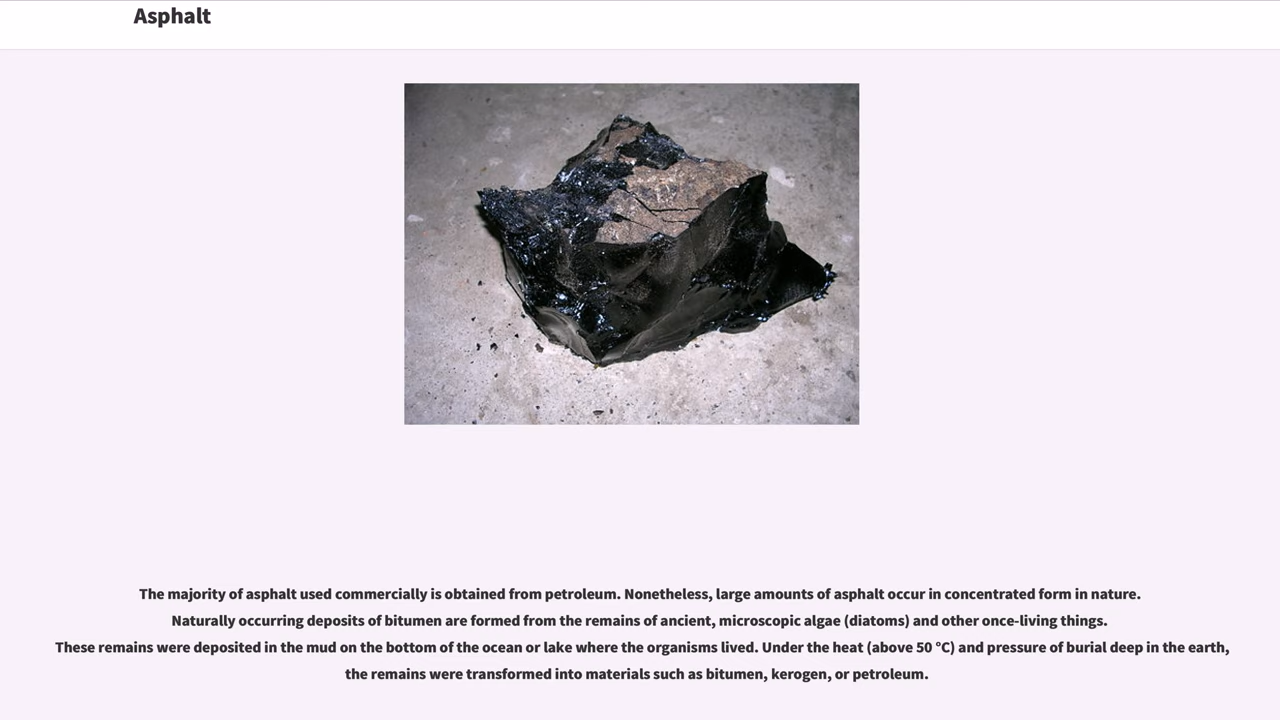 Asphalt
The majority of asphalt used commercially is obtained from petroleum. Nonetheless, large amounts of asphalt occur in concentrated form in nature.
Naturally occurring deposits of bitumen are formed from the remains of ancient, microscopic algae (diatoms) and other once-living things.
These remains were deposited in the mud on the bottom of the ocean or lake where the organisms lived. Under the heat (above 50 °C) and pressure of burial deep in the earth,
the remains were transformed into materials such as bitumen, kerogen, or petroleum.